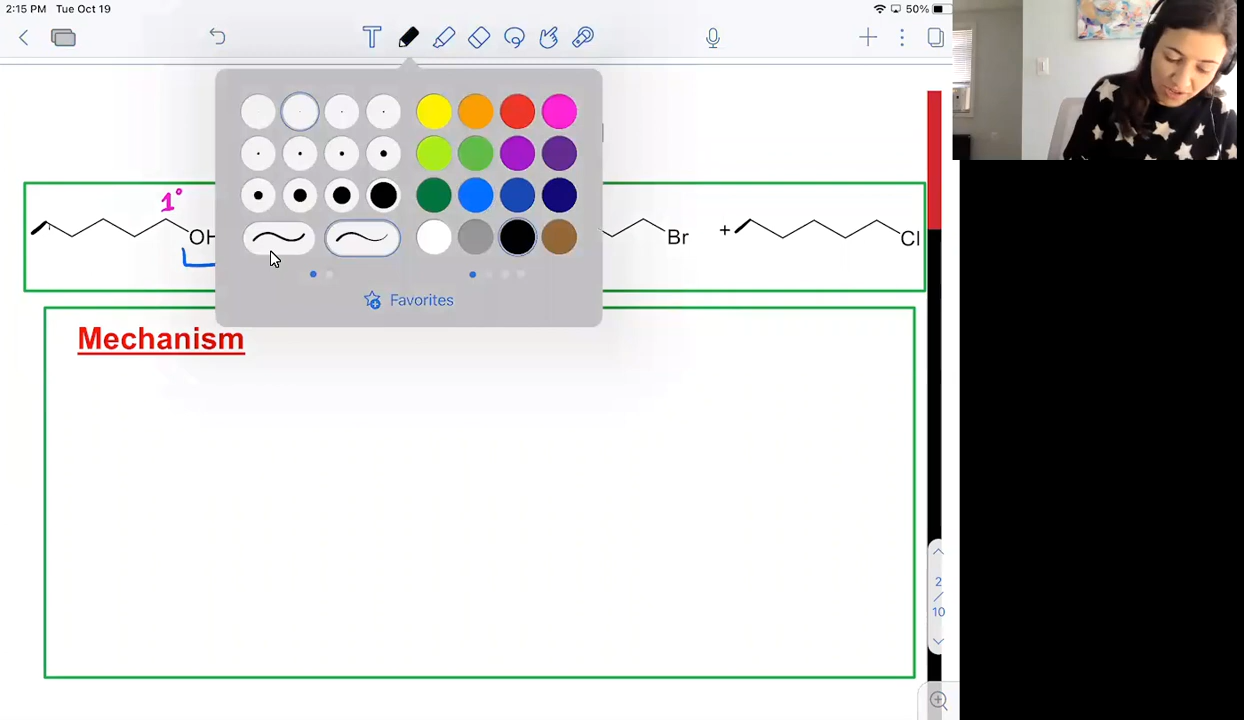 2:15 PM Tue Oct 19
50%
T
1°
OH
Br
+
Cl
Favorites
Mechanism
2
/
10